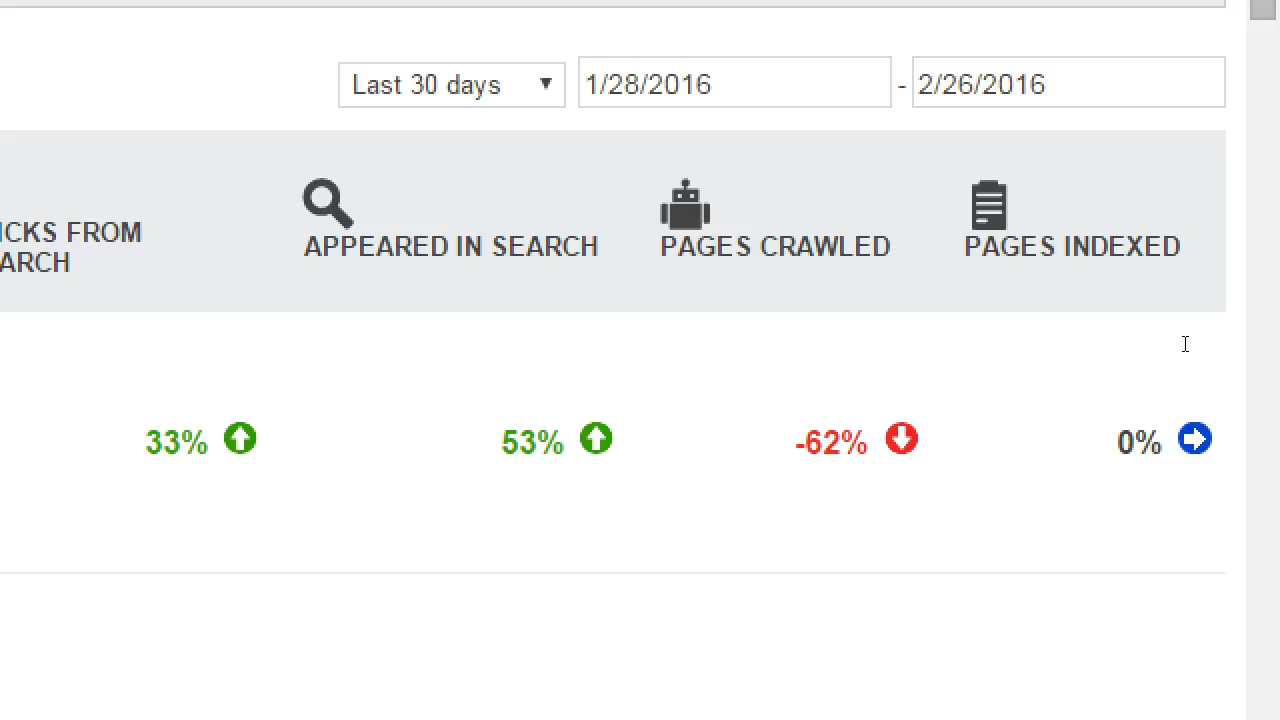 Last 30 days
1/28/2016 - 2/26/2016
ICKS FROM
ARCH
APPEARED IN SEARCH
PAGES CRAWLED
PAGES INDEXED
33%
53%
-62%
0%